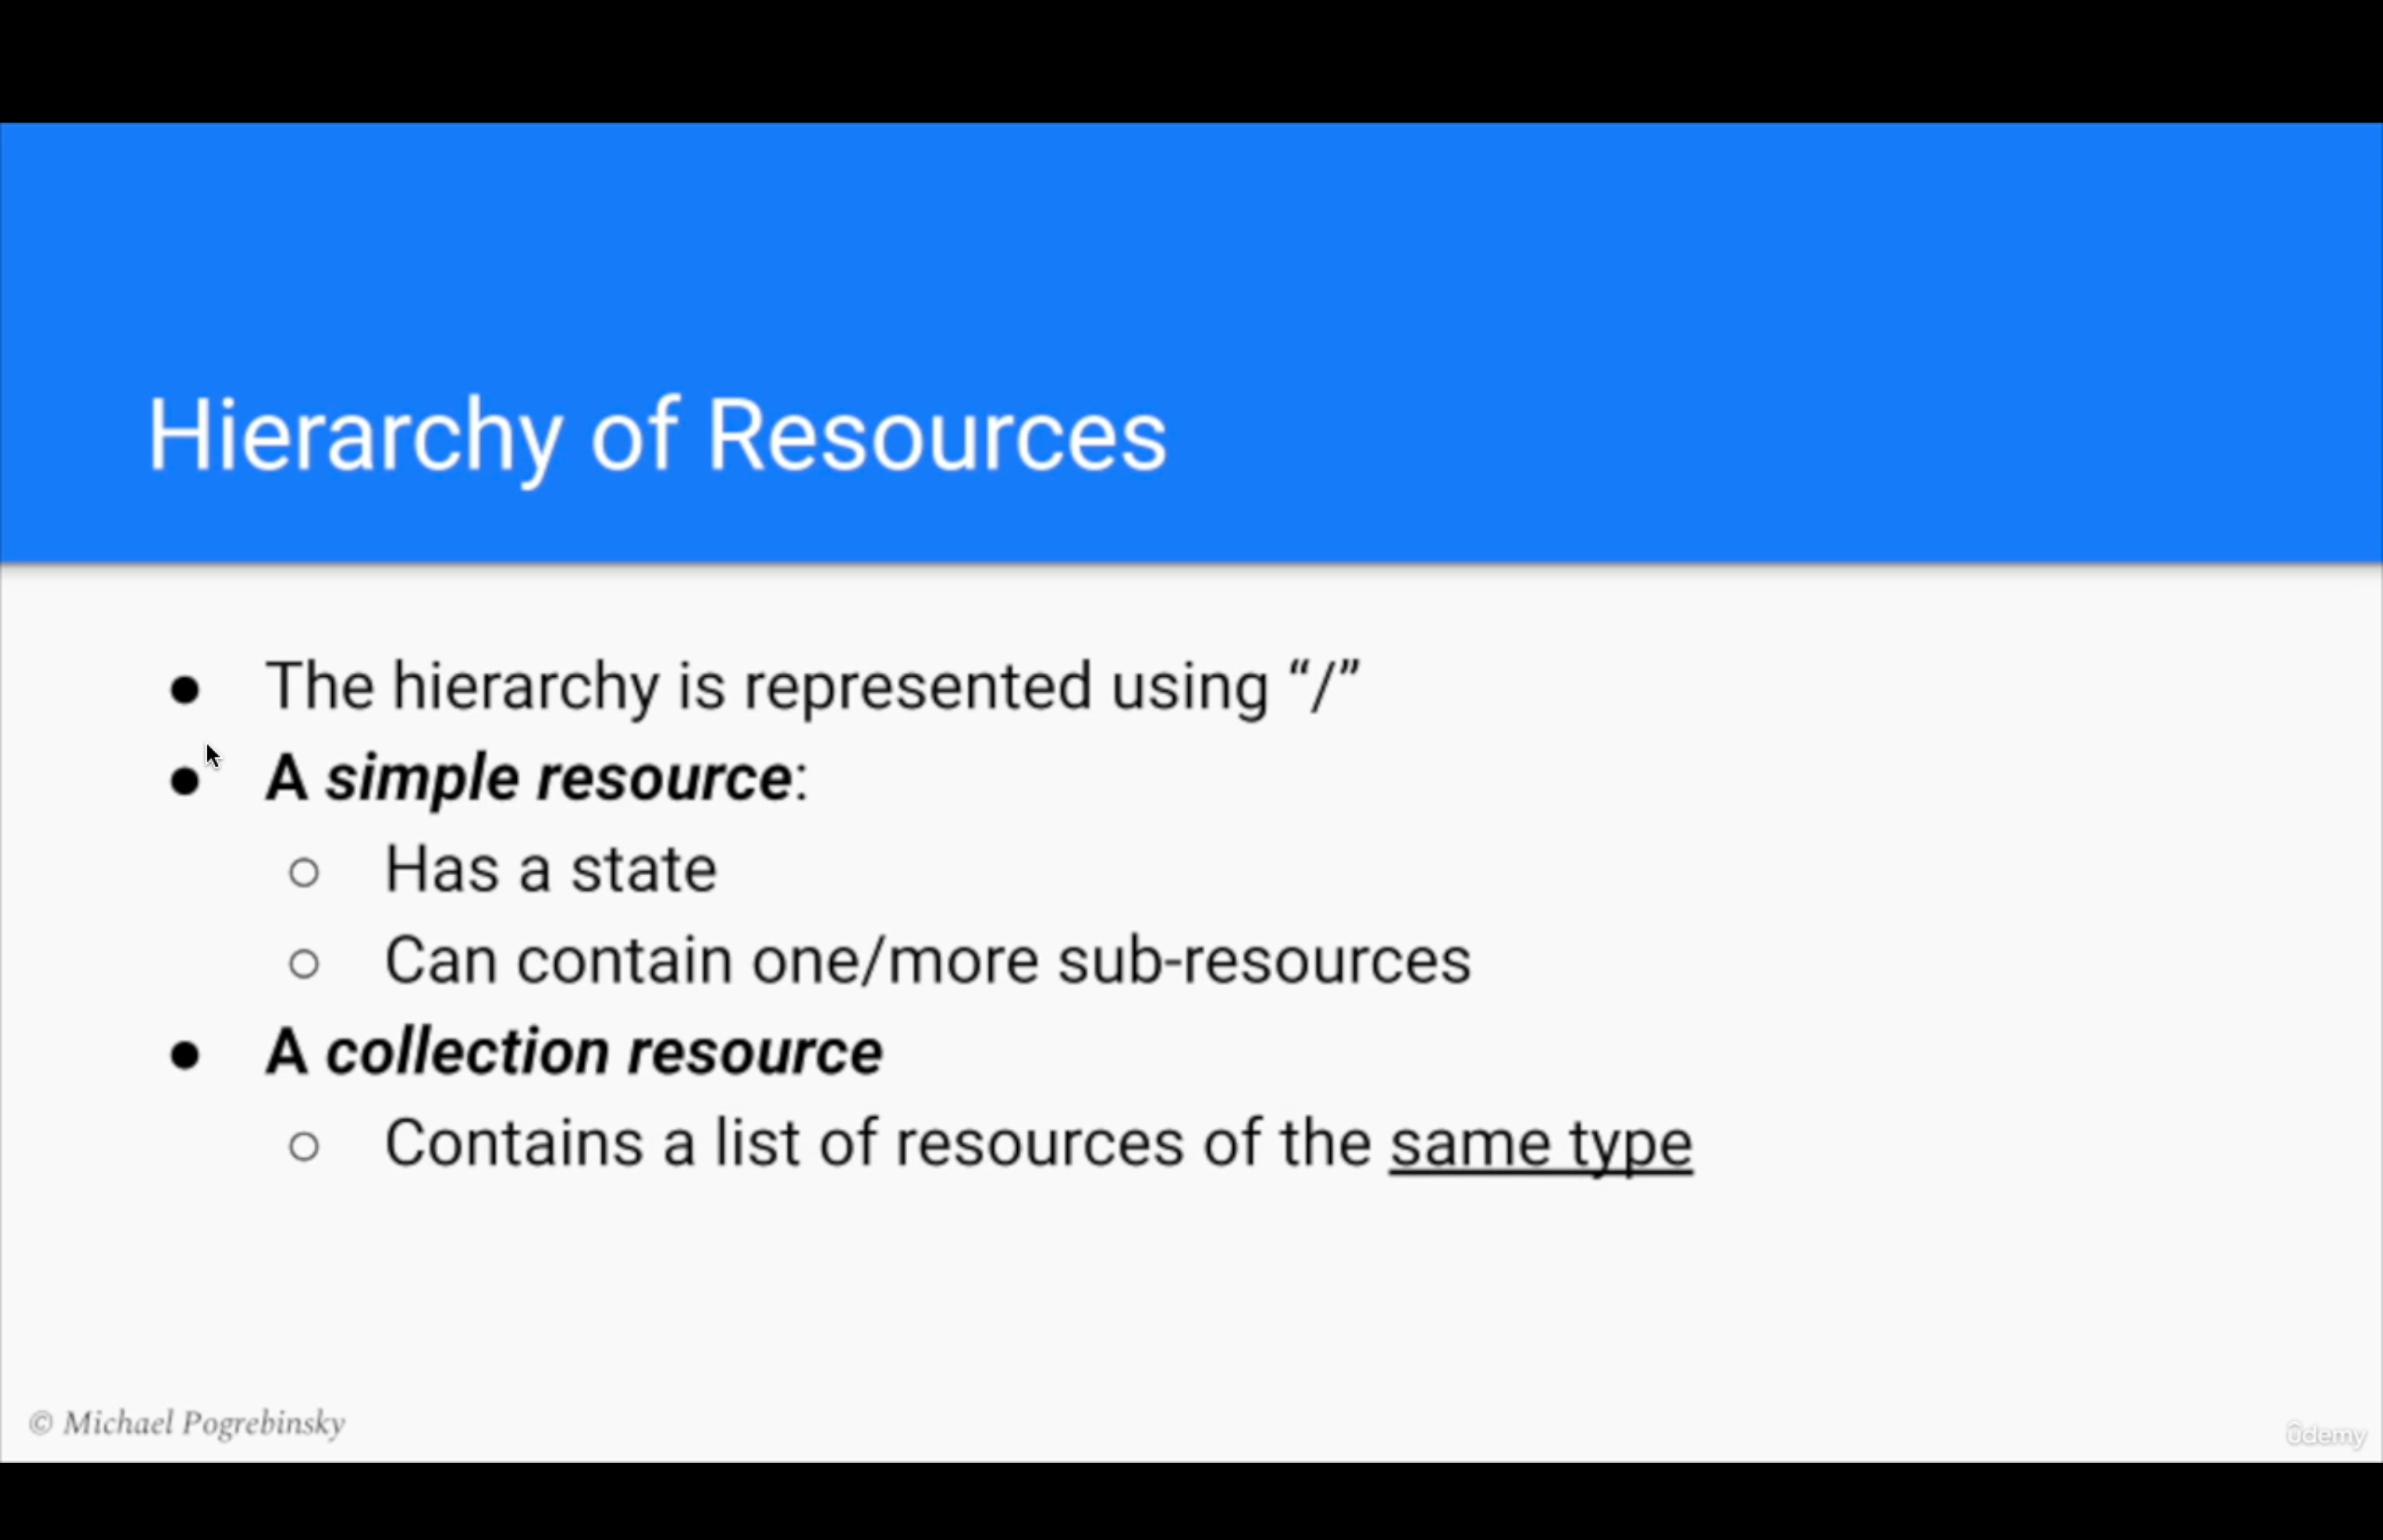 Hierarchy of Resources
● The hierarchy is represented using “/”
● A simple resource:
○ Has a state
○ Can contain one/more sub-resources
● A collection resource
○ Contains a list of resources of the same type
© Michael Pogrebinsky
ûdemy